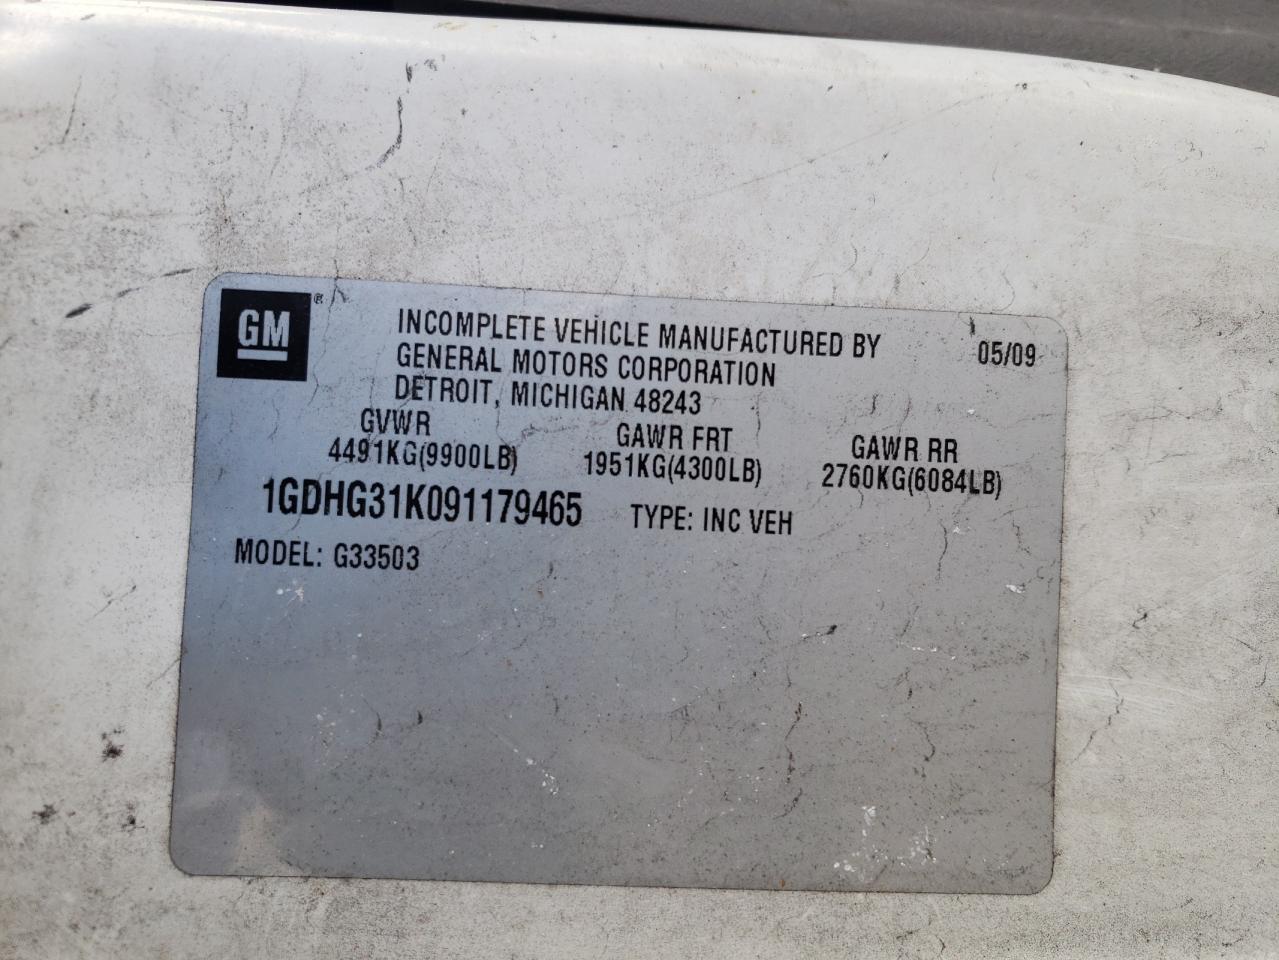 GM ®
INCOMPLETE VEHICLE MANUFACTURED BY 05/09
GENERAL MOTORS CORPORATION
DETROIT, MICHIGAN 48243
GVWR GAWR FRT GAWR RR
4491KG(9900LB) 1951KG(4300LB) 2760KG(6084LB)
1GDHG31K091179465 TYPE: INC VEH
MODEL: G33503